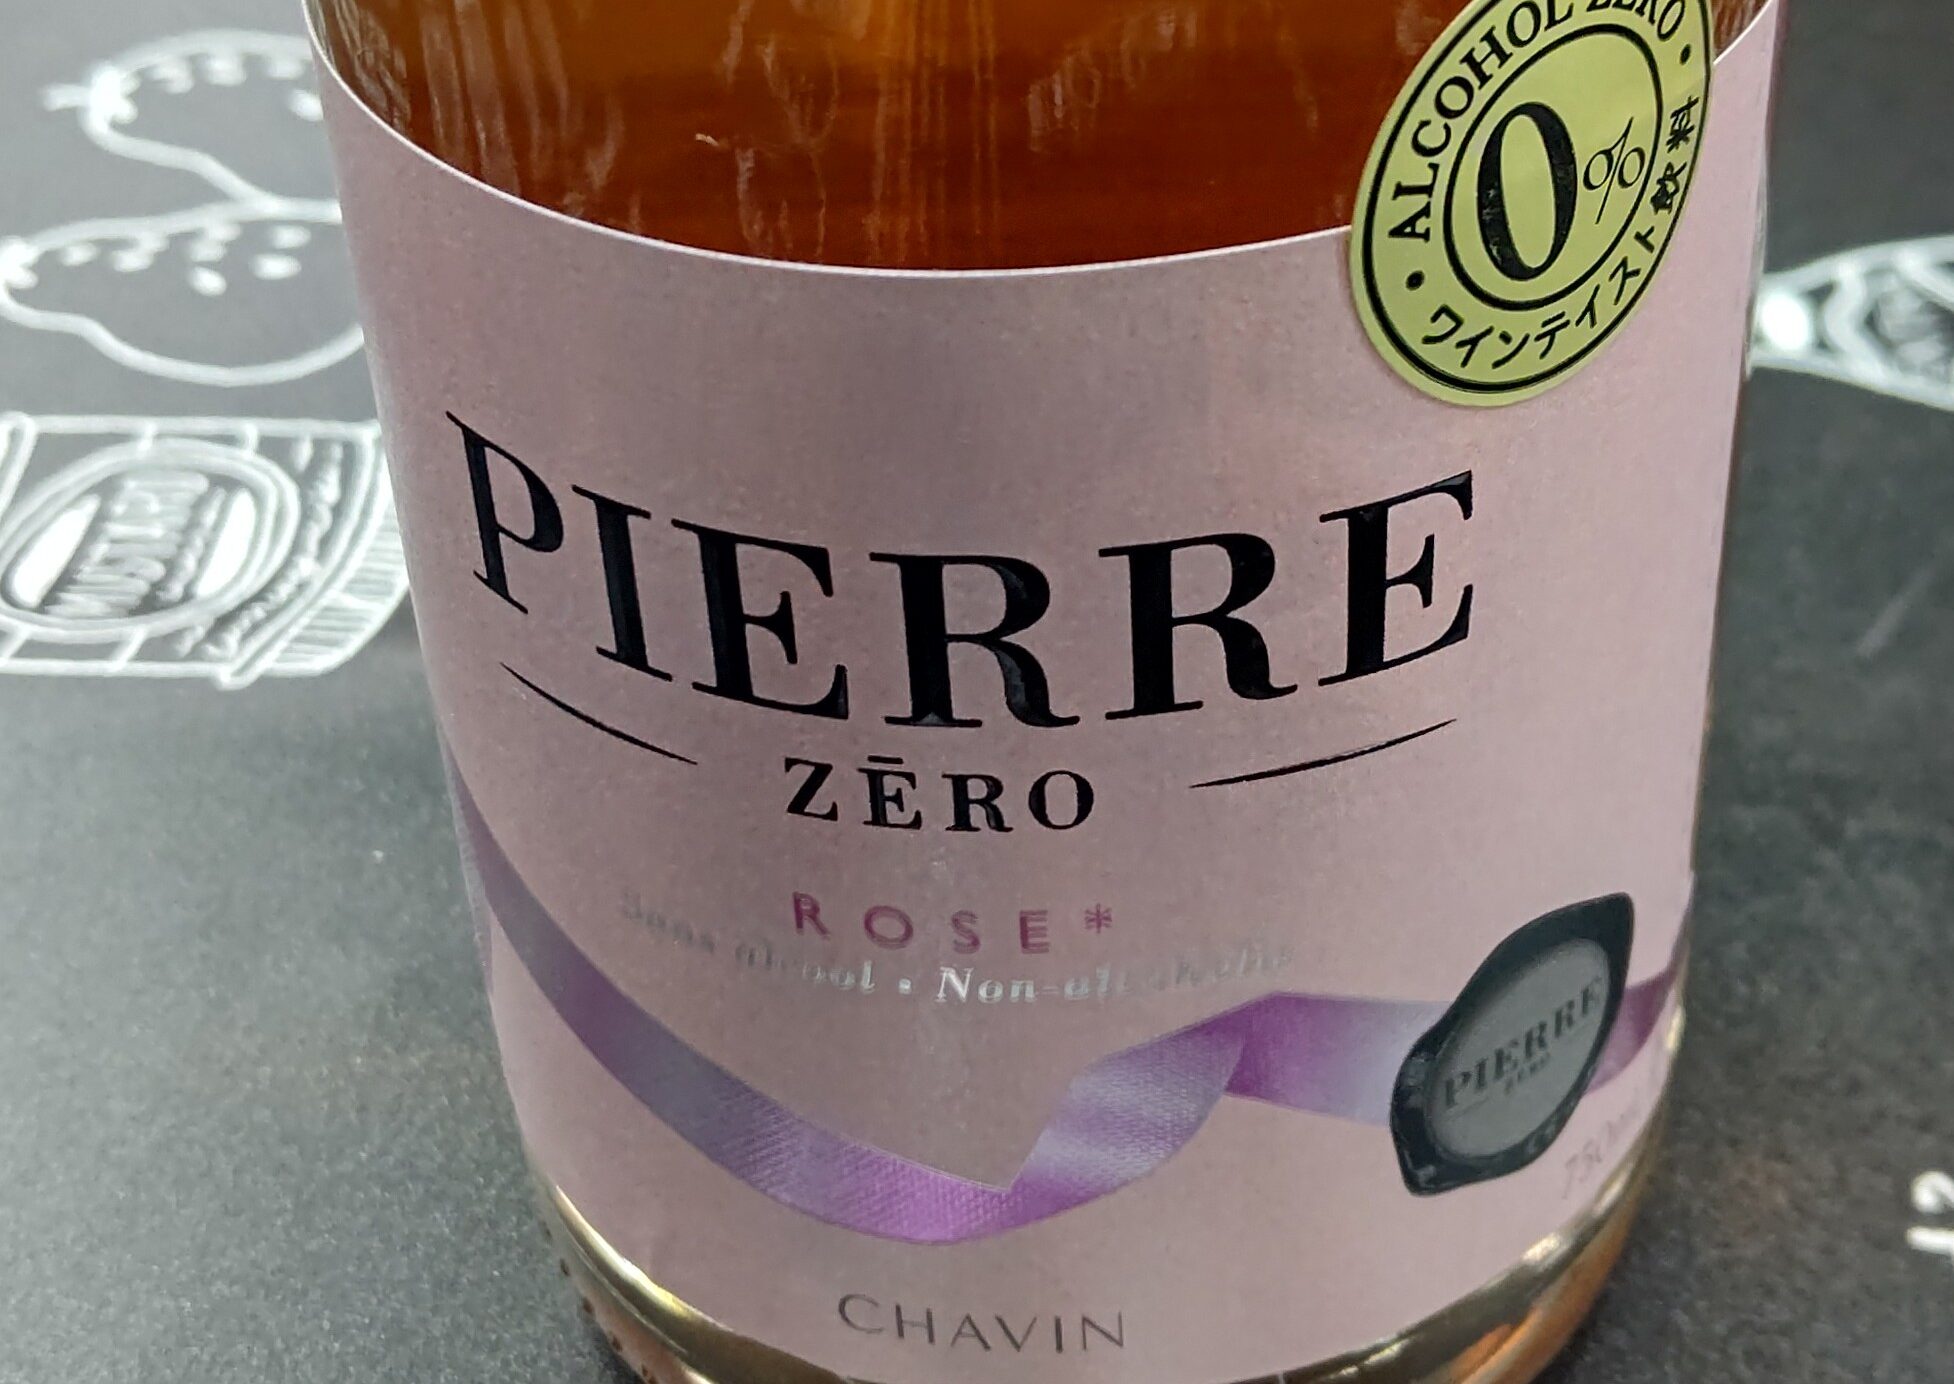 ALCOHOL ZERO
0%
ワインテイスト飲料
PIERRE
ZĒRO
ROSE*
Sans alcool • Non-alcoholic
PIERRE
ZĒRO
CHAVIN